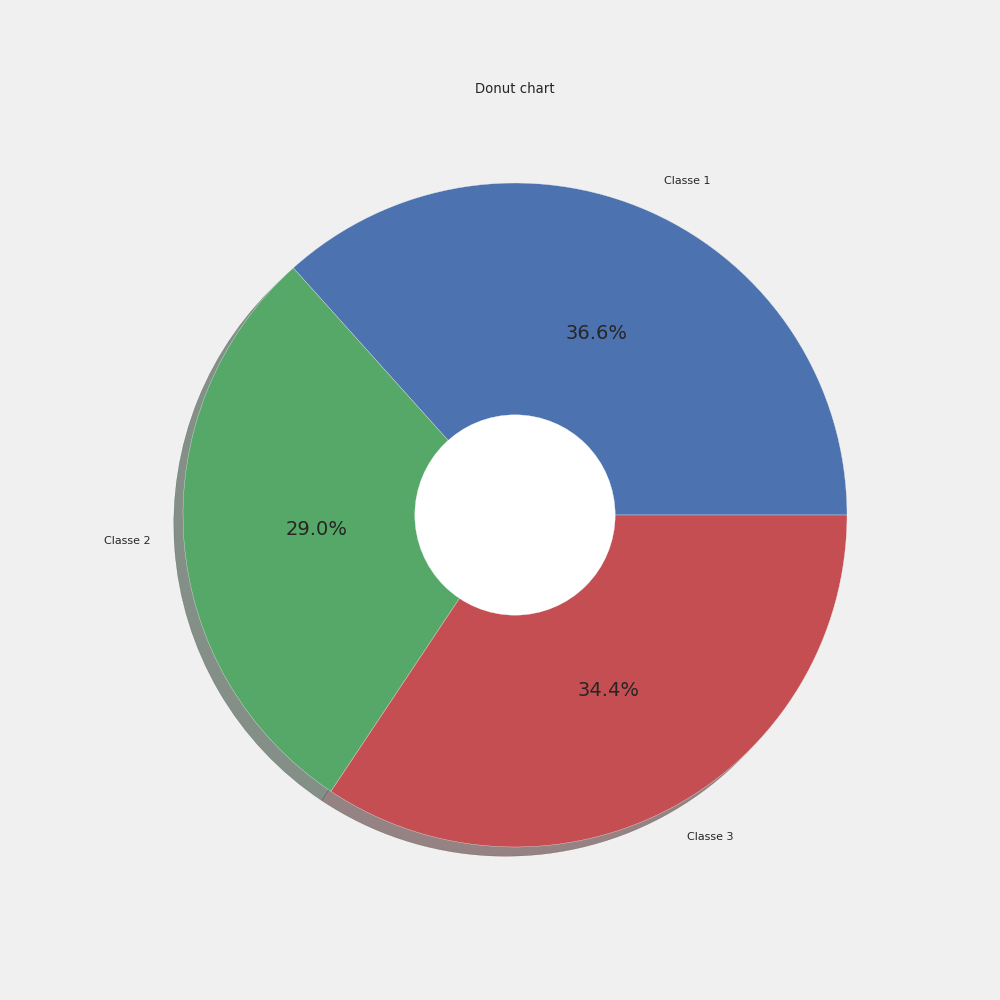 Donut chart
Classe 1
36.6%
29.0%
Classe 2
34.4%
Classe 3